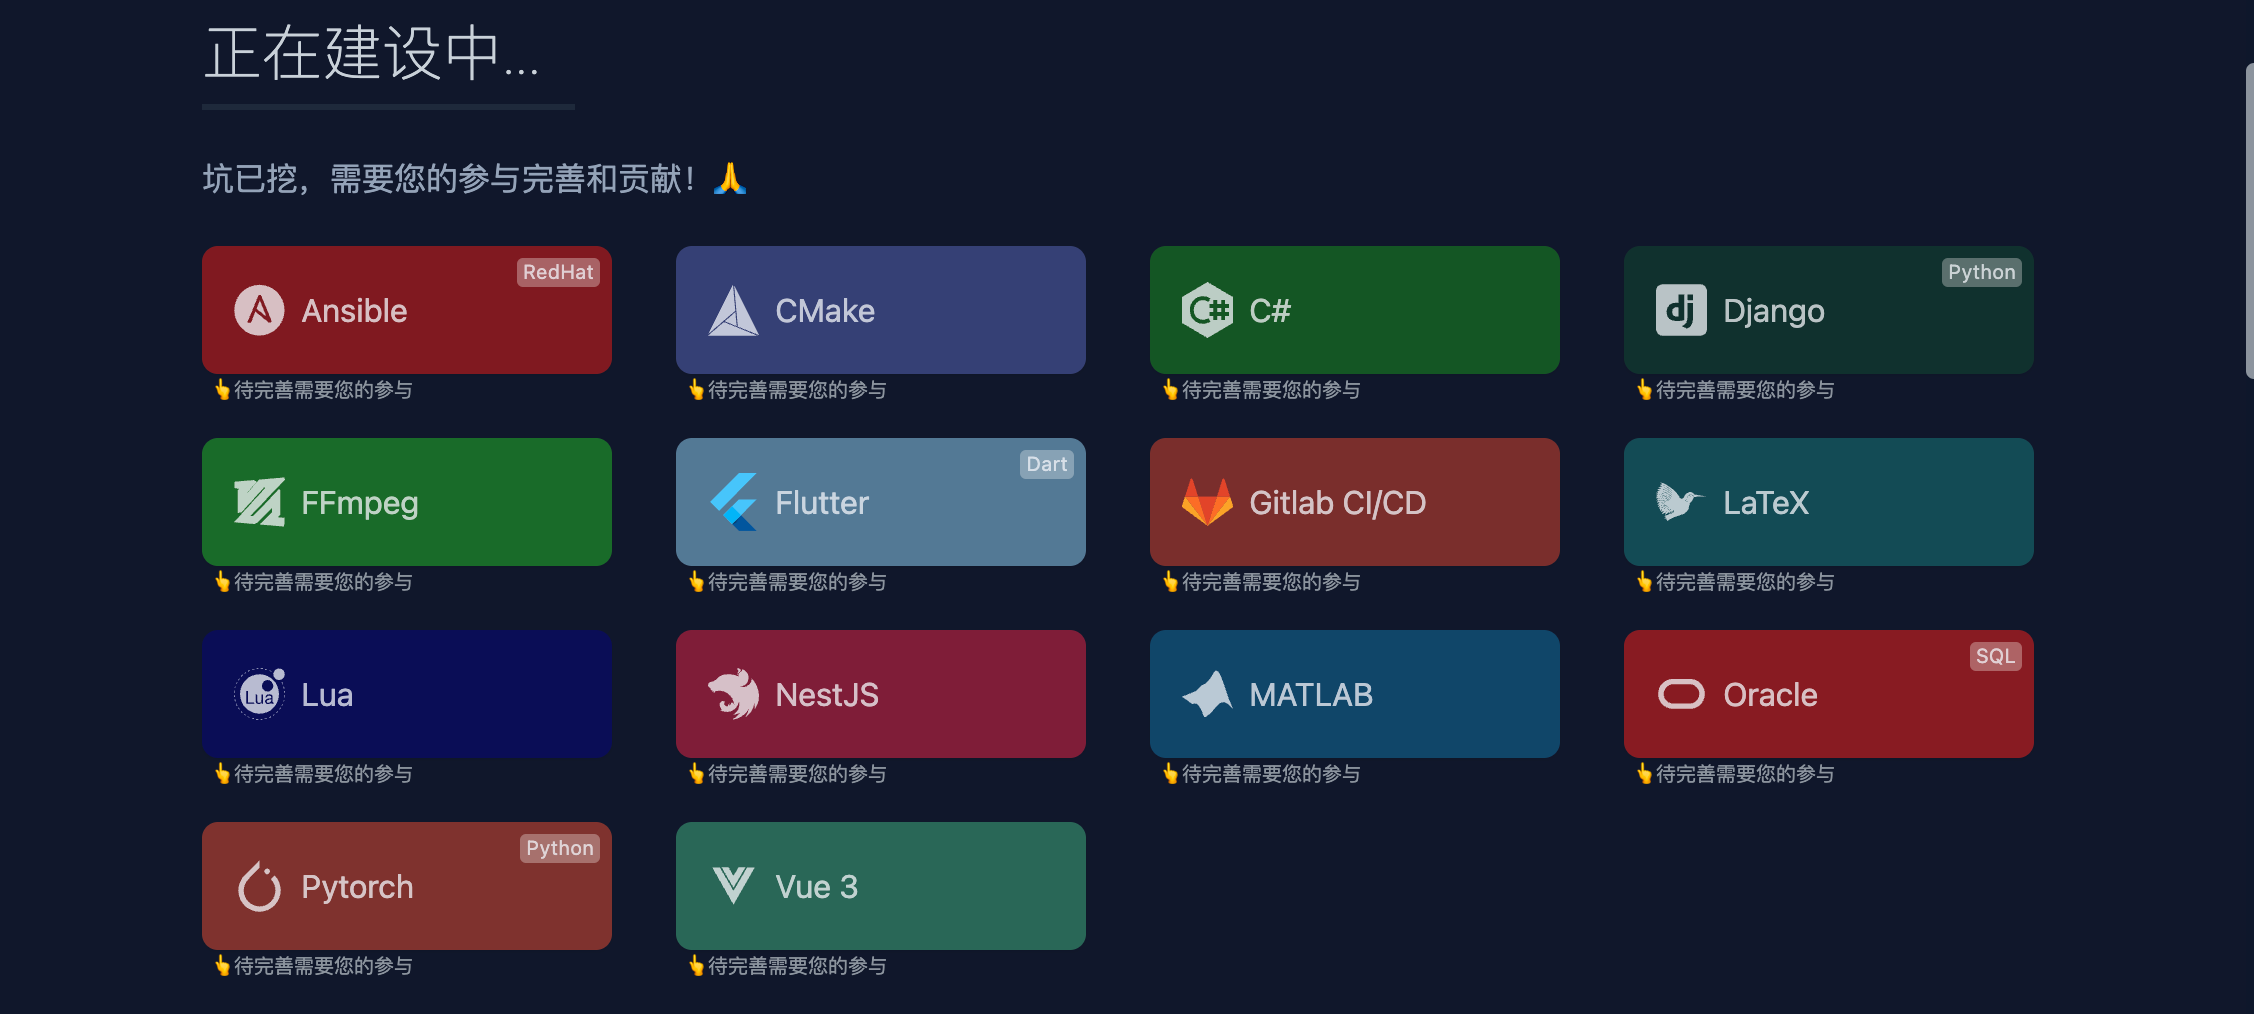 正在建设中...
坑已挖，需要您的参与完善和贡献！🙏
RedHat
Ansible
👆待完善需要您的参与
CMake
👆待完善需要您的参与
C#
C#
👆待完善需要您的参与
Python
dj
Django
👆待完善需要您的参与
FFmpeg
👆待完善需要您的参与
Dart
Flutter
👆待完善需要您的参与
Gitlab CI/CD
👆待完善需要您的参与
LaTeX
👆待完善需要您的参与
Lua
Lua
👆待完善需要您的参与
NestJS
👆待完善需要您的参与
MATLAB
👆待完善需要您的参与
SQL
Oracle
👆待完善需要您的参与
Python
Pytorch
👆待完善需要您的参与
Vue 3
👆待完善需要您的参与